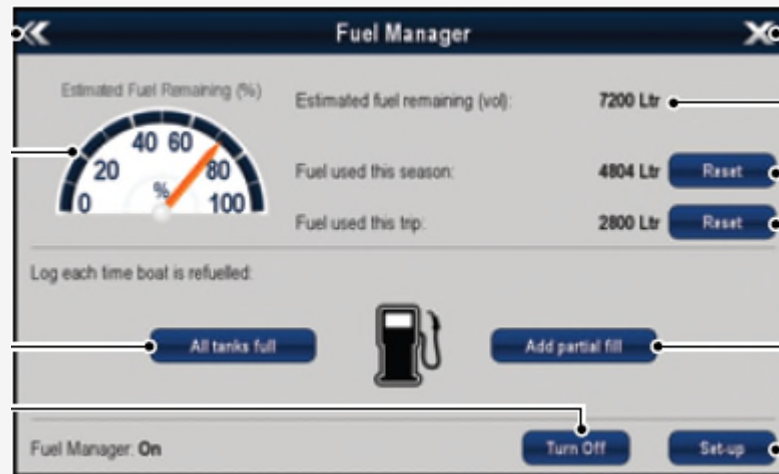 Fuel Manager
Estimated Fuel Remaining (%)
0 20 40 60 80 100
%
Estimated fuel remaining (vol): 7200 Ltr
Fuel used this season: 4804 Ltr Reset
Fuel used this trip: 2800 Ltr Reset
Log each time boat is refuelled:
All tanks full Add partial fill
Fuel Manager: On Turn Off Set-up